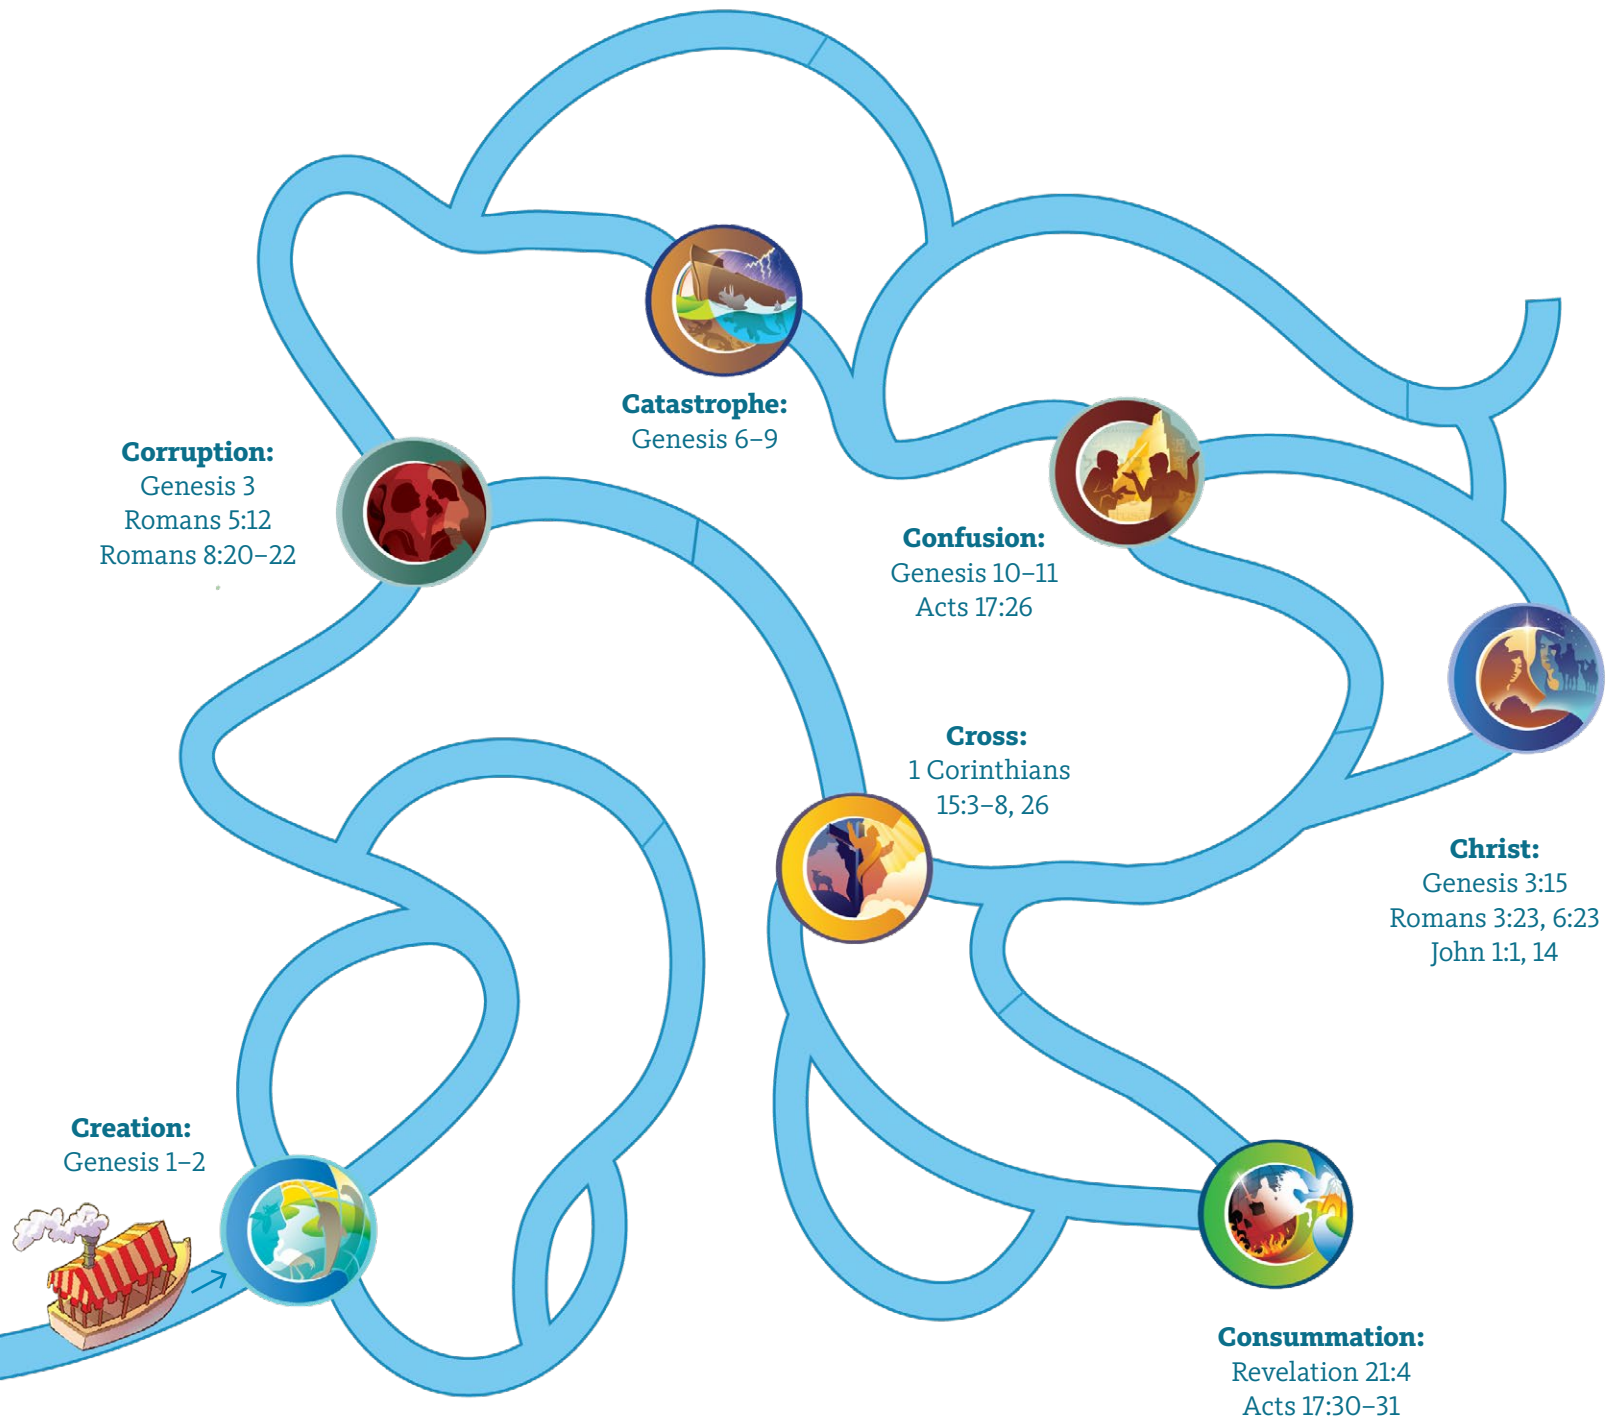 Catastrophe:
Genesis 6–9
Corruption:
Genesis 3
Romans 5:12
Romans 8:20–22
Confusion:
Genesis 10–11
Acts 17:26
Cross:
1 Corinthians
15:3–8, 26
Christ:
Genesis 3:15
Romans 3:23, 6:23
John 1:1, 14
Creation:
Genesis 1–2
Consummation:
Revelation 21:4
Acts 17:30–31